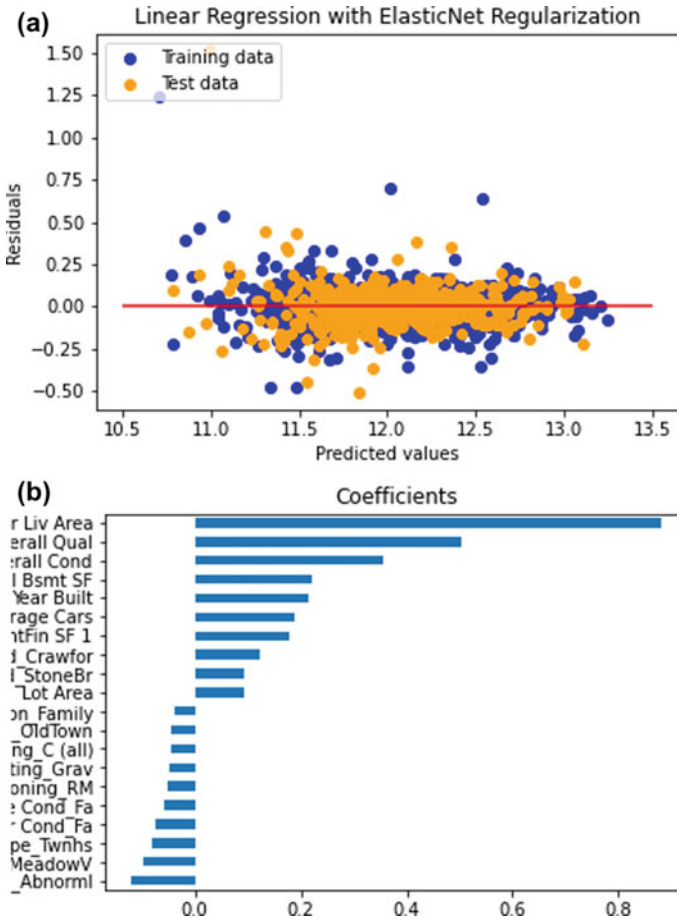 (a)
Linear Regression with ElasticNet Regularization
1.50
1.25
1.00
0.75
0.50
0.25
0.00
−0.25
−0.50
Residuals
Training data
Test data
10.5 11.0 11.5 12.0 12.5 13.0 13.5
Predicted values
(b)
Coefficients
r Liv Area
erall Qual
erall Cond
l Bsmt SF
Year Built
rage Cars
ntFin SF 1
d_Crawfor
d_StoneBr
Lot Area
on_Family
_OldTown
ng_C (all)
ting_Grav
oning_RM
e Cond_Fa
r Cond_Fa
pe_Twnhs
MeadowV
_Abnorml
0.0 0.2 0.4 0.6 0.8